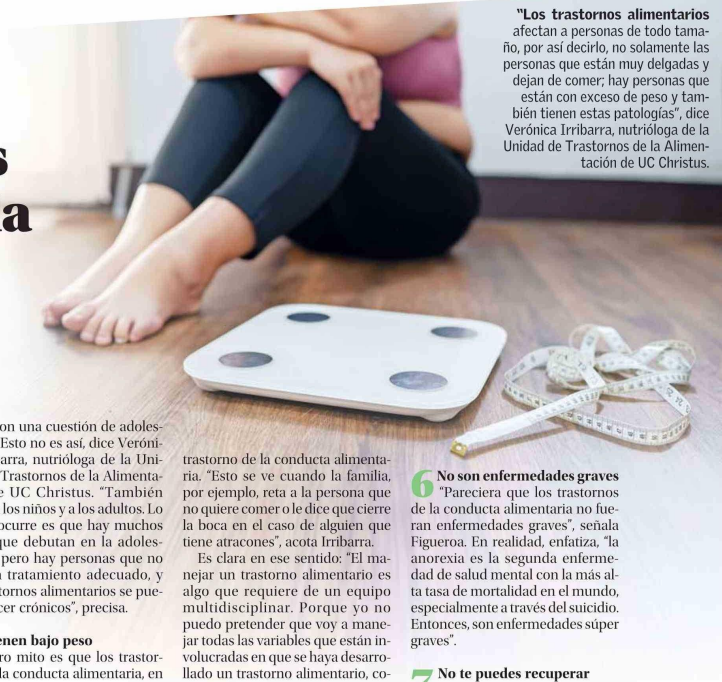 "Los trastornos alimentarios
afectan a personas de todo tama-
ño, por así decirlo, no solamente las
personas que están muy delgadas y
dejan de comer; hay personas que
están con exceso de peso y tam-
bién tienen estas patologías", dice
Verónica Irribarra, nutrióloga de la
Unidad de Trastornos de la Alimen-
tación de UC Christus.
s
a
on una cuestión de adoles-
Esto no es así, dice Veróni-
arra, nutrióloga de la Uni-
Trastornos de la Alimenta-
e UC Christus. “También
los niños y a los adultos. Lo
ocurre es que hay muchos
que debutan en la adoles-
pero hay personas que no
n tratamiento adecuado, y
tornos alimentarios se pue-
cer crónicos”, precisa.
enen bajo peso
ro mito es que los trastor-
la conducta alimentaria, en
trastorno de la conducta alimenta-
ria. “Esto se ve cuando la familia,
por ejemplo, reta a la persona que
no quiere comer o le dice que cierre
la boca en el caso de alguien que
tiene atracones”, acota Irribarra.
Es clara en ese sentido: “El ma-
nejar un trastorno alimentario es
algo que requiere de un equipo
multidisciplinar. Porque yo no
puedo pretender que voy a mane-
jar todas las variables que están in-
volucradas en que se haya desarro-
llado un trastorno alimentario, co-
6 No son enfermedades graves
“Pareciera que los trastornos
de la conducta alimentaria no fue-
ran enfermedades graves”, señala
Figueroa. En realidad, enfatiza, “la
anorexia es la segunda enferme-
dad de salud mental con la más al-
ta tasa de mortalidad en el mundo,
especialmente a través del suicidio.
Entonces, son enfermedades súper
graves”.
7 No te puedes recuperar